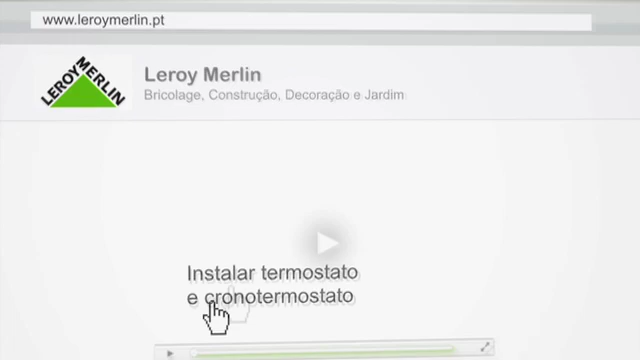 www.leroymerlin.pt
LEROY MERLIN
Leroy Merlin
Bricolage, Construção, Decoração e Jardim
Instalar termostato
e cronotermostato